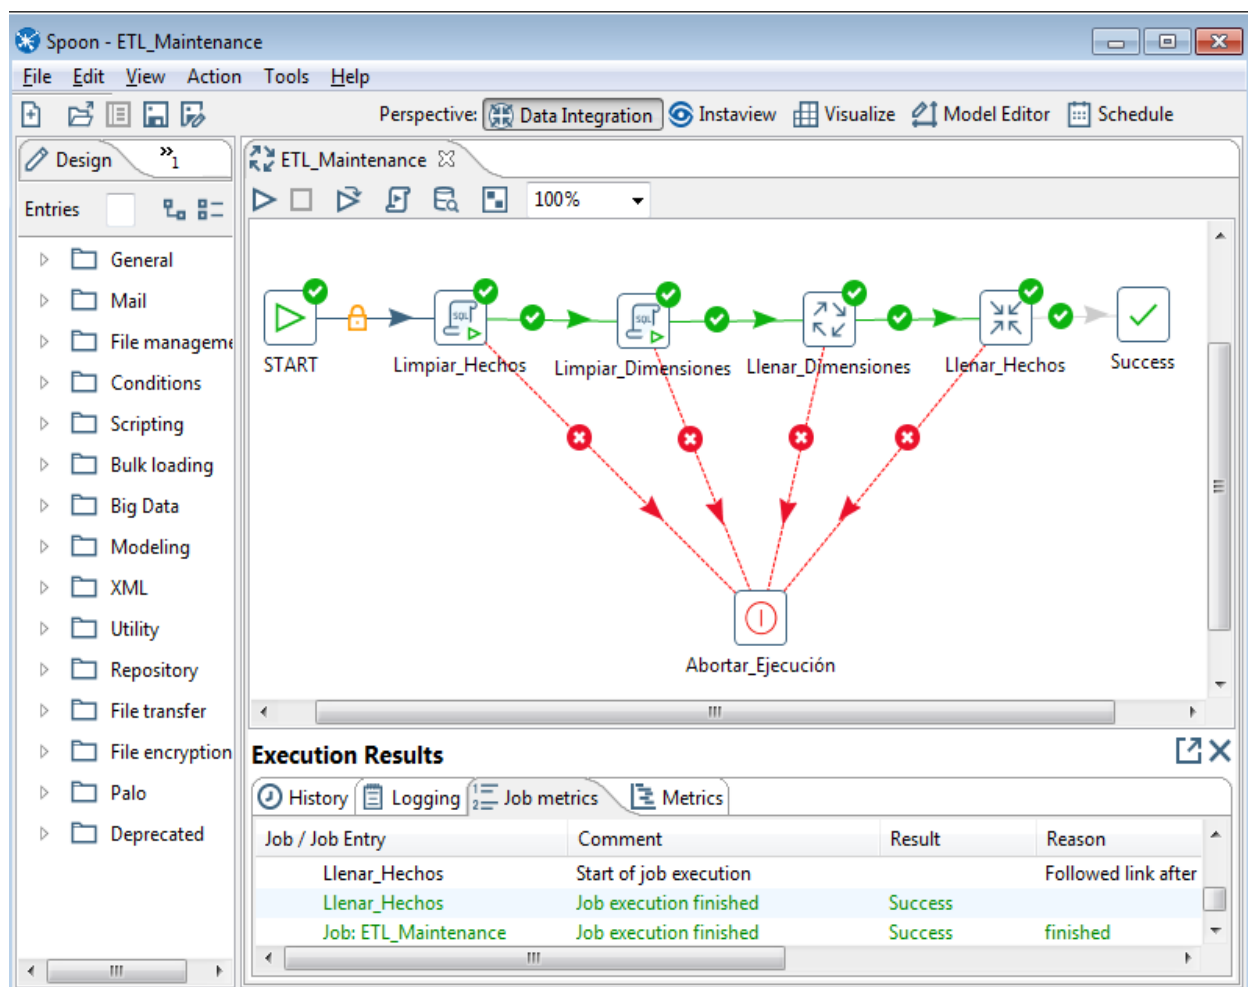 Spoon - ETL_Maintenance
File Edit View Action Tools Help
Perspective: Data Integration Instaview Visualize Model Editor Schedule
Design »1
ETL_Maintenance
Entries
100%
General
Mail
File manageme
Conditions
Scripting
Bulk loading
Big Data
Modeling
XML
Utility
Repository
File transfer
File encryption
Palo
Deprecated
SQL
SQL
START
Limpiar_Hechos
Limpiar_Dimensiones
Llenar_Dimensiones
Llenar_Hechos
Success
Abortar_Ejecución
Execution Results
History Logging Job metrics Metrics
Job / Job Entry Comment Result Reason
Llenar_Hechos Start of job execution Followed link after
Llenar_Hechos Job execution finished Success
Job: ETL_Maintenance Job execution finished Success finished